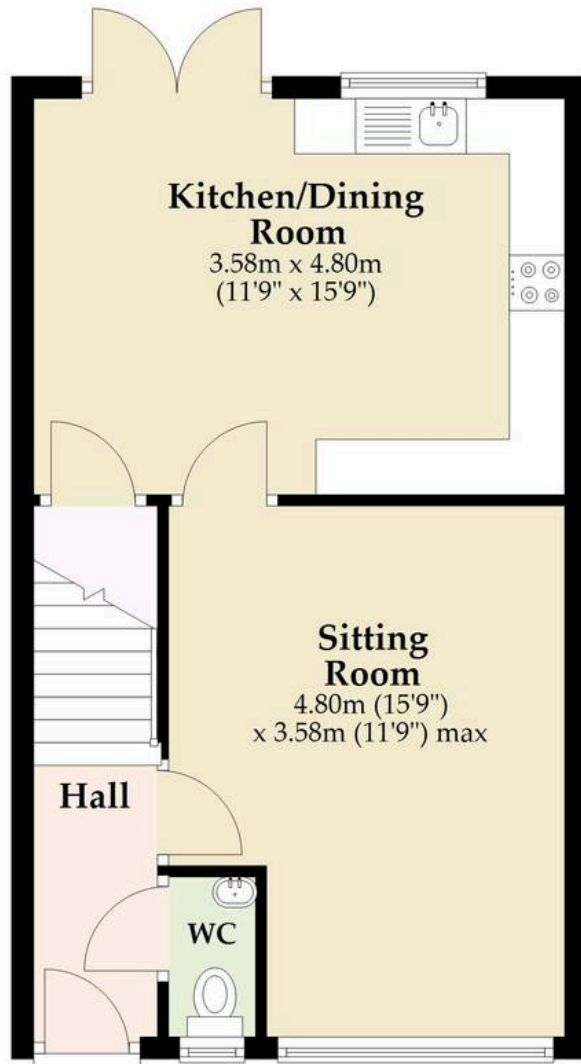 Kitchen/Dining
Room
3.58m x 4.80m
(11'9" x 15'9")
Sitting
Room
4.80m (15'9")
x 3.58m (11'9") max
Hall
WC